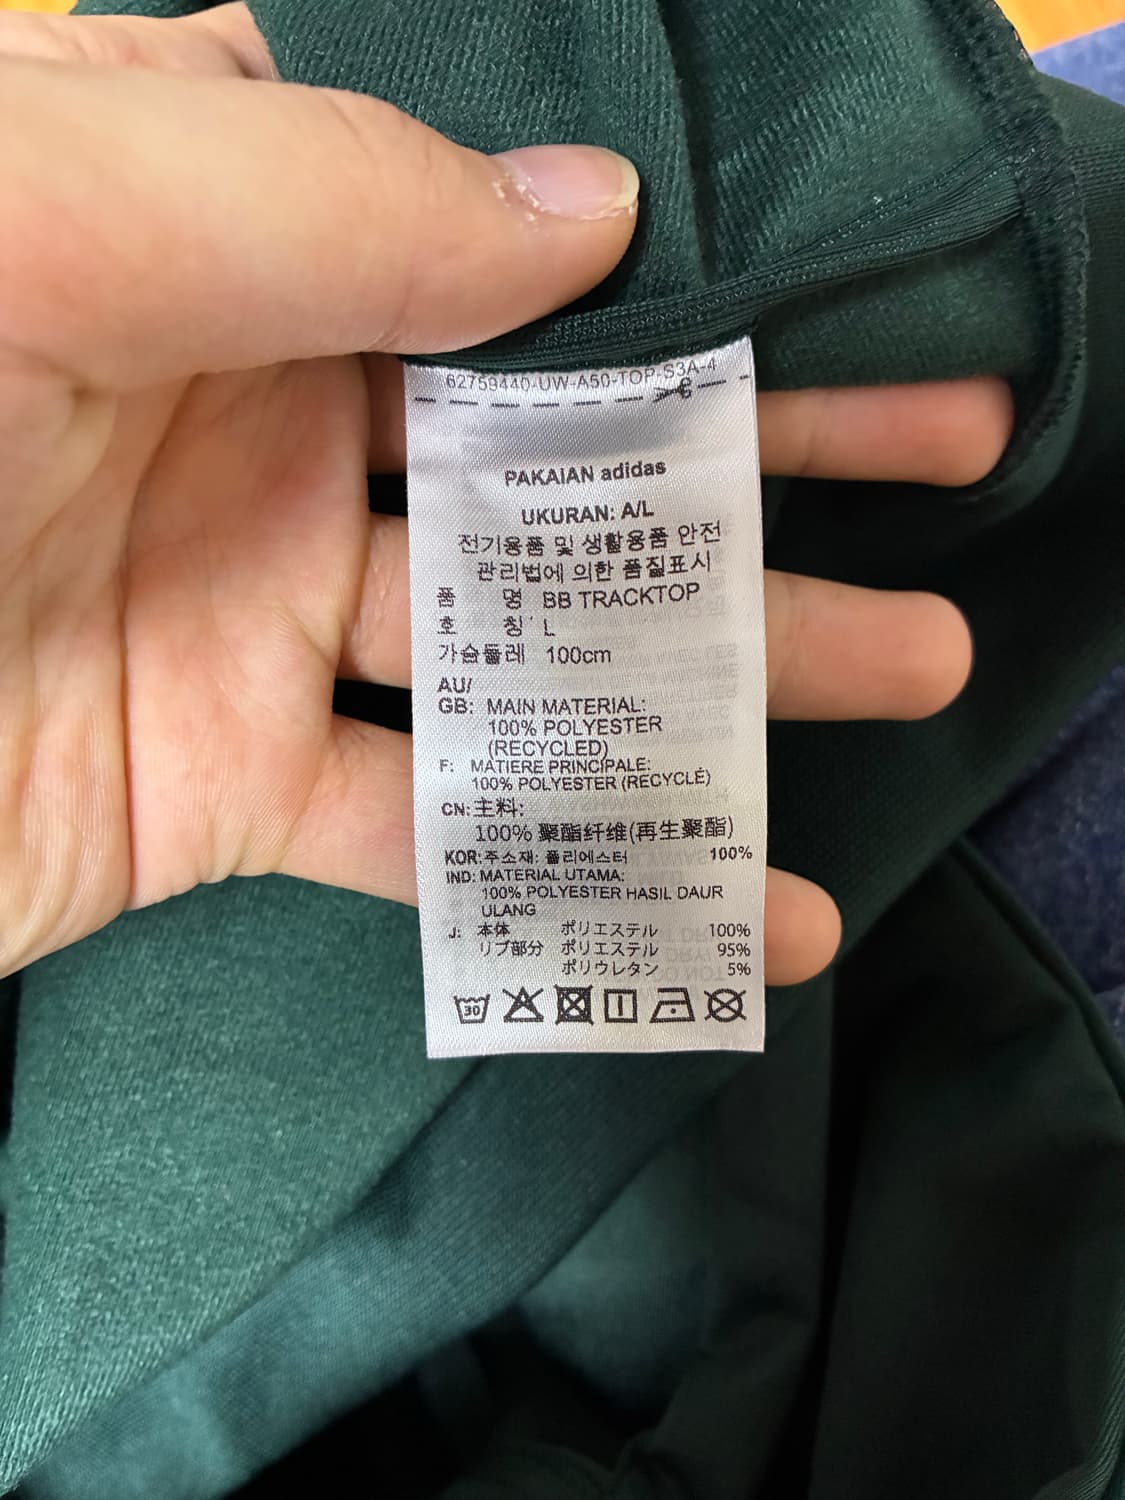 62759440-UW-A50-TOP-S3A-4
PAKAIAN adidas
UKURAN: A/L
전기용품 및 생활용품 안전
관리법에 의한 품질표시
품 명 BB TRACKTOP
호 칭 L
가슴둘레 100cm
AU/
GB: MAIN MATERIAL:
100% POLYESTER
(RECYCLED)
F: MATIERE PRINCIPALE:
100% POLYESTER (RECYCLÉ)
CN: 主料:
100% 聚酯纤维(再生聚酯)
KOR: 주소재: 폴리에스터 100%
IND: MATERIAL UTAMA:
100% POLYESTER HASIL DAUR
ULANG
J: 本体 ポリエステル 100%
リブ部分 ポリエステル 95%
ポリウレタン 5%
30